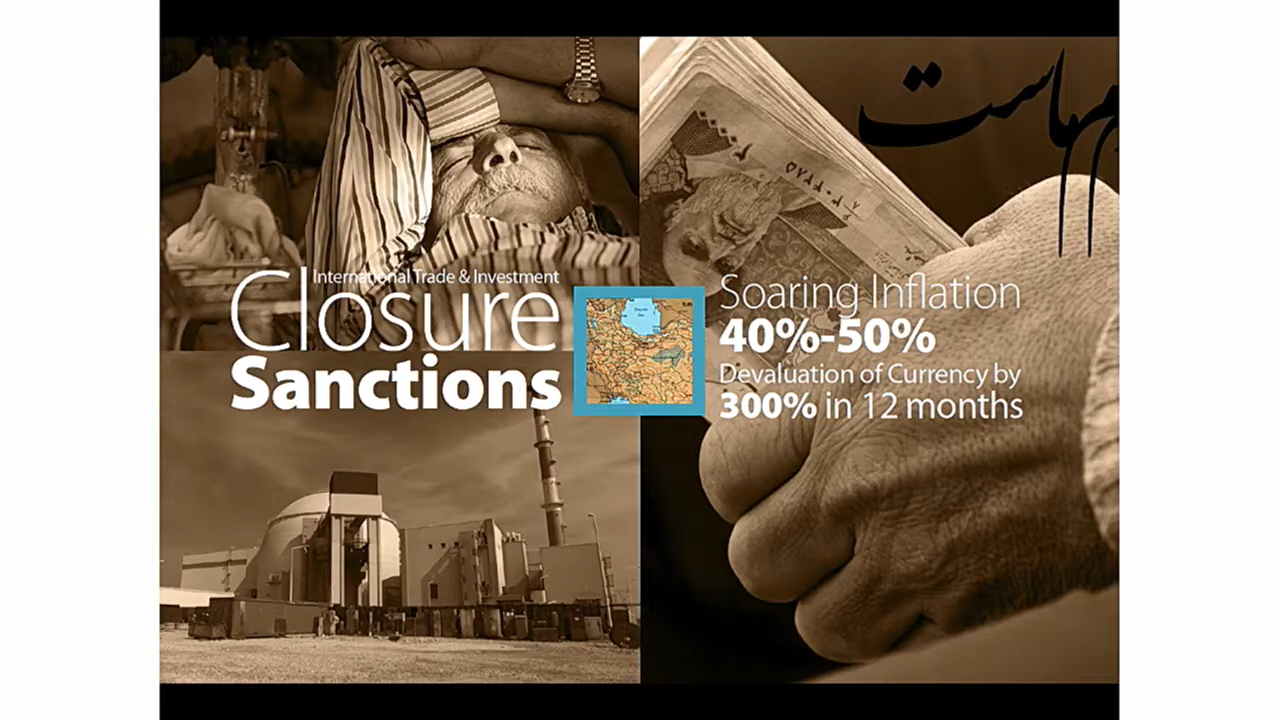 International Trade & Investment
Closure
Sanctions
Soaring Inflation
40%-50%
Devaluation of Currency by
300% in 12 months